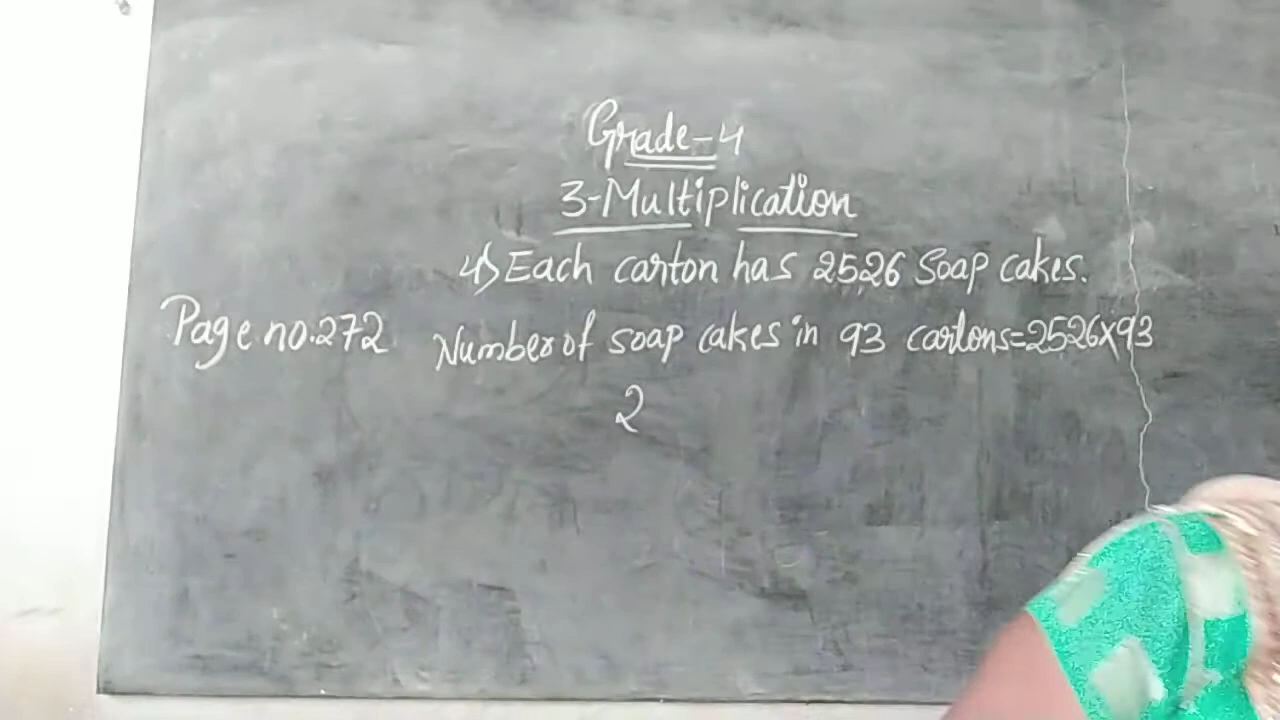 Grade-4
3-Multiplication
4) Each carton has 2526 Soap cakes.
Page no.272
Number of soap cakes in 93 cartons=2526x93
2